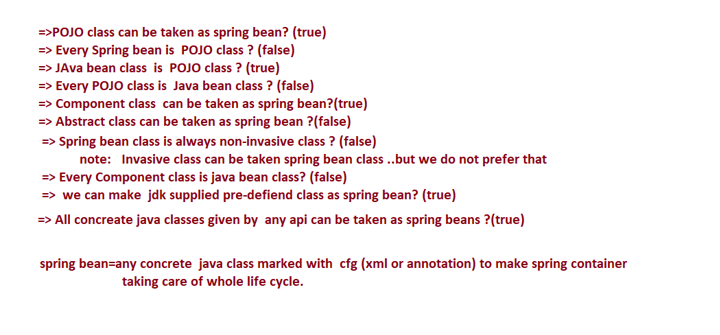 =>POJO class can be taken as spring bean? (true)
=> Every Spring bean is  POJO class ? (false)
=> JAva bean class  is  POJO class ? (true)
=> Every POJO class is  Java bean class ? (false)
=> Component class  can be taken as spring bean?(true)
=> Abstract class can be taken as spring bean ?(false)
=> Spring bean class is always non-invasive class ? (false)
note:   Invasive class can be taken spring bean class ..but we do not prefer that
=> Every Component class is java bean class? (false)
=>  we can make  jdk supplied pre-defiend class as spring bean? (true)
=> All concreate java classes given by  any api can be taken as spring beans ?(true)
spring bean=any concrete  java class marked with  cfg (xml or annotation) to make spring container
taking care of whole life cycle.